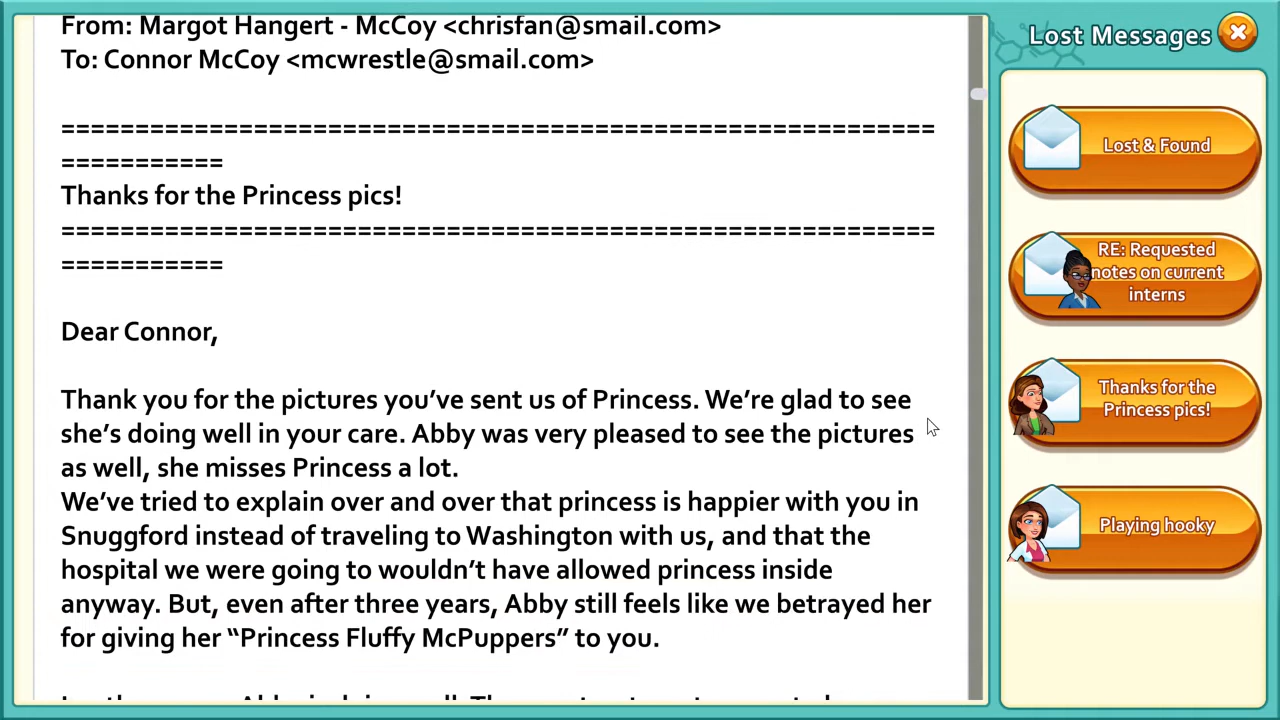 From: Margot Hangert - McCoy <chrisfan@smail.com>
To: Connor McCoy <mcwrestle@smail.com>
===========================================================
===========
Thanks for the Princess pics!
===========================================================
===========
Dear Connor,
Thank you for the pictures you’ve sent us of Princess. We’re glad to see
she’s doing well in your care. Abby was very pleased to see the pictures
as well, she misses Princess a lot.
We’ve tried to explain over and over that princess is happier with you in
Snuggford instead of traveling to Washington with us, and that the
hospital we were going to wouldn’t have allowed princess inside
anyway. But, even after three years, Abby still feels like we betrayed her
for giving her “Princess Fluffy McPuppers” to you.
Lost Messages
Lost & Found
RE: Requested
notes on current
interns
Thanks for the
Princess pics!
Playing hooky